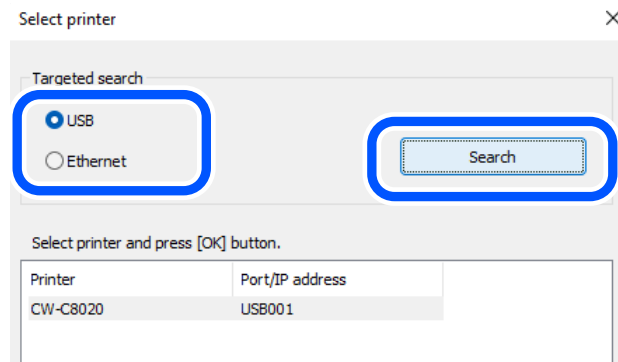 Select printer
Targeted search
USB
Ethernet
Search
Select printer and press [OK] button.
Printer Port/IP address
CW-C8020 USB001